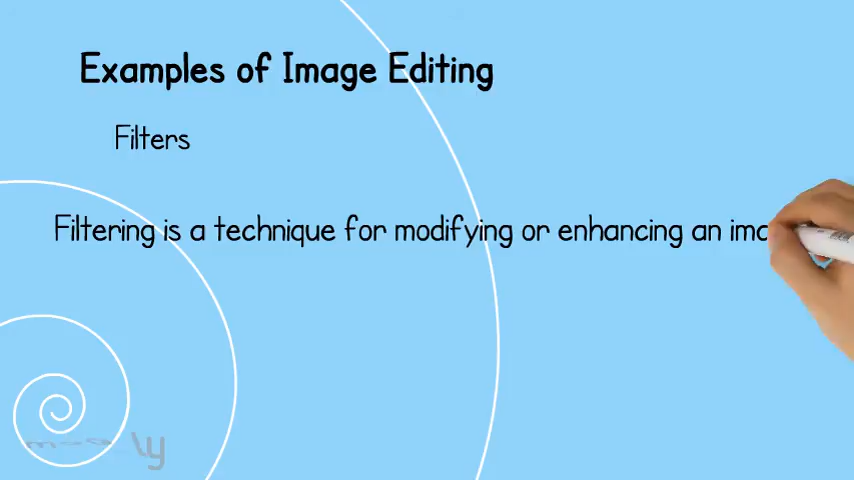 Examples of Image Editing
Filters
Filtering is a technique for modifying or enhancing an